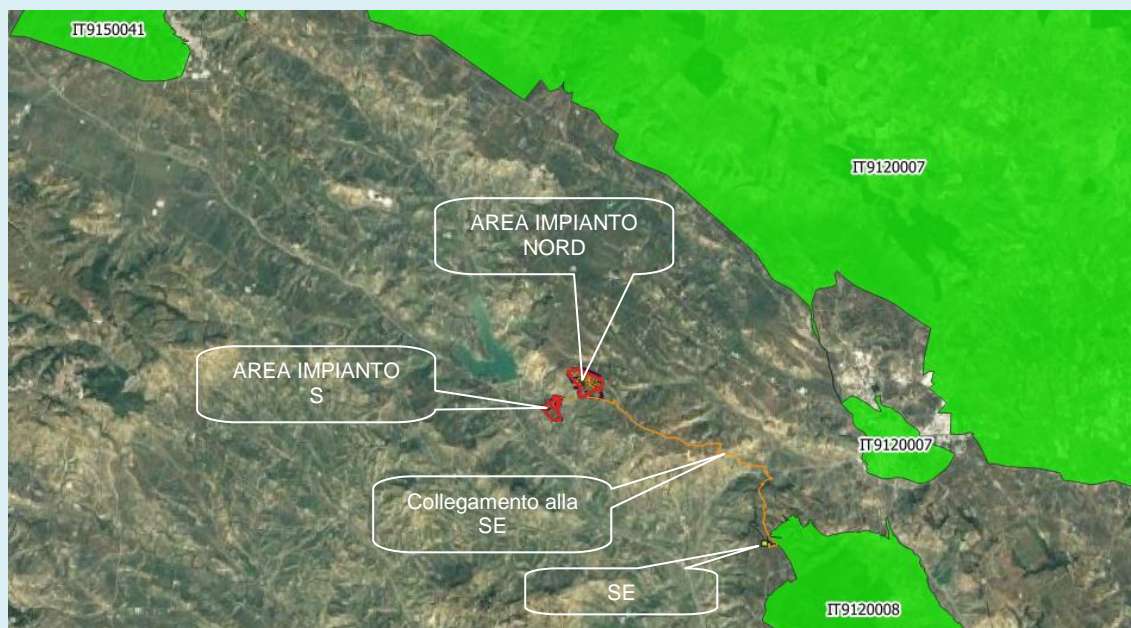 IT9150041
IT9120007
AREA IMPIANTO
NORD
AREA IMPIANTO
S
IT9120007
Collegamento alla
SE
SE
IT9120008